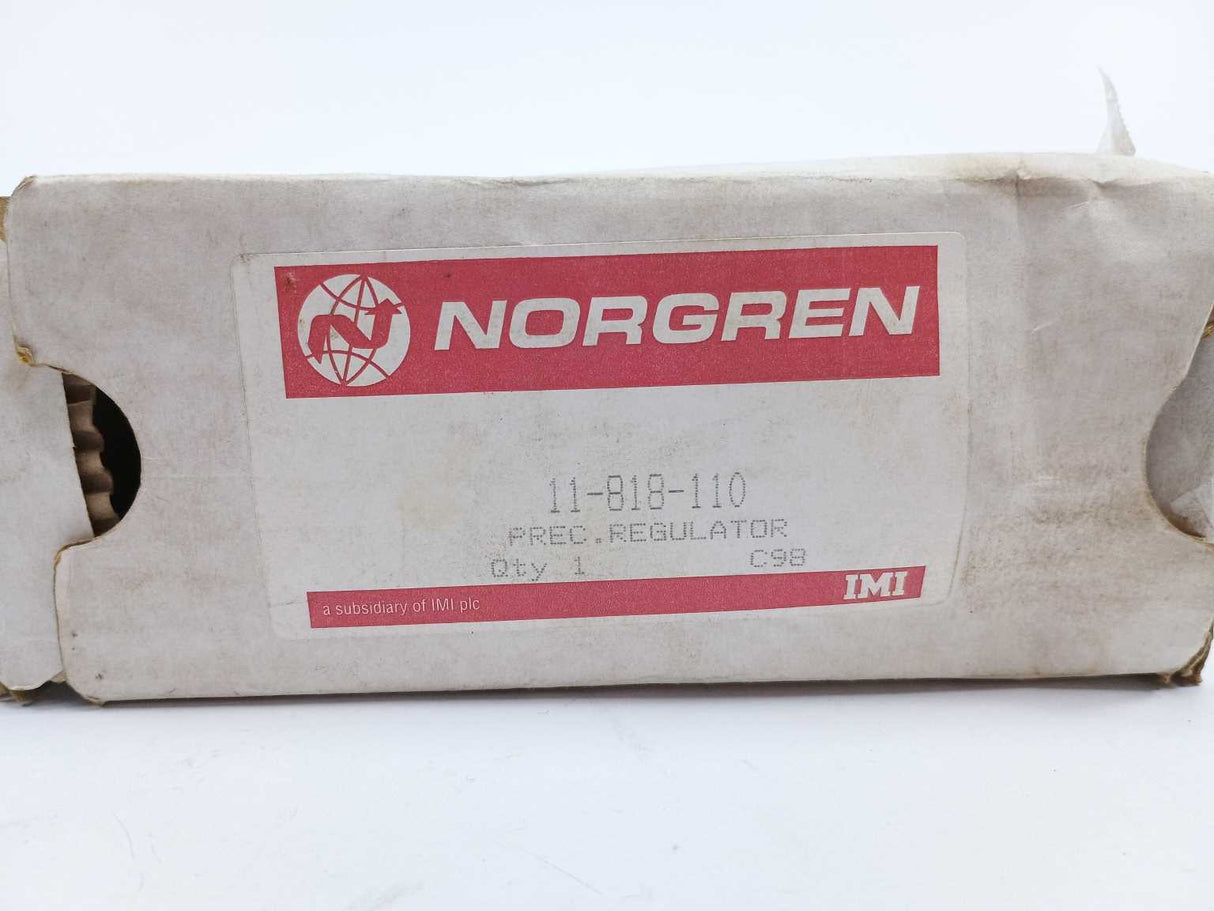 NORGREN
11-818-110
PREC.REGULATOR
Qty 1 C98
a subsidiary of IMI plc IMI